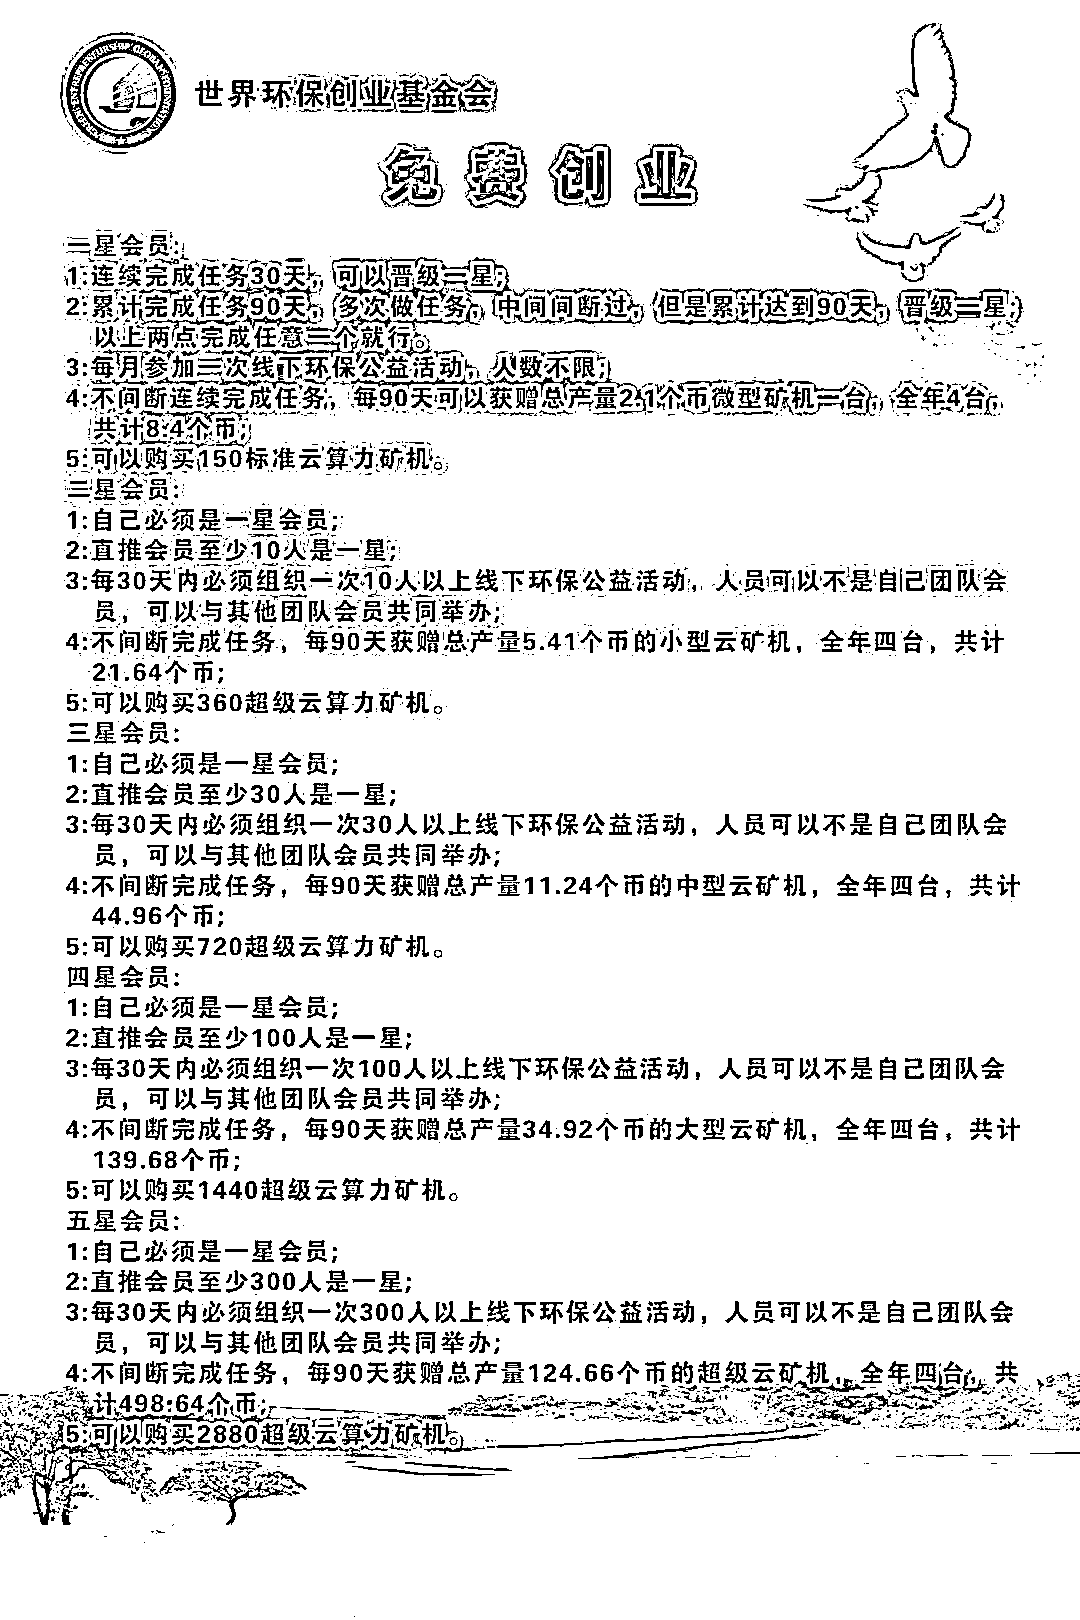 世界环保创业基金会
免费创业
一星会员:
1:连续完成任务30天，可以晋级一星;
2:累计完成任务90天，多次做任务，中间间断过，但是累计达到90天，晋级一星;
以上两点完成任意一个就行。
3:每月参加一次线下环保公益活动，人数不限;
4:不间断连续完成任务，每90天可以获赠总产量2.1个币微型矿机一台，全年4台，
共计8.4个币;
5:可以购买150标准云算力矿机。
二星会员:
1:自己必须是一星会员;
2:直推会员至少10人是一星;
3:每30天内必须组织一次10人以上线下环保公益活动，人员可以不是自己团队会
员，可以与其他团队会员共同举办;
4:不间断完成任务，每90天获赠总产量5.41个币的小型云矿机，全年四台，共计
21.64个币;
5:可以购买360超级云算力矿机。
三星会员:
1:自己必须是一星会员;
2:直推会员至少30人是一星;
3:每30天内必须组织一次30人以上线下环保公益活动，人员可以不是自己团队会
员，可以与其他团队会员共同举办;
4:不间断完成任务，每90天获赠总产量11.24个币的中型云矿机，全年四台，共计
44.96个币;
5:可以购买720超级云算力矿机。
四星会员:
1:自己必须是一星会员;
2:直推会员至少100人是一星;
3:每30天内必须组织一次100人以上线下环保公益活动，人员可以不是自己团队会
员，可以与其他团队会员共同举办;
4:不间断完成任务，每90天获赠总产量34.92个币的大型云矿机，全年四台，共计
139.68个币;
5:可以购买1440超级云算力矿机。
五星会员:
1:自己必须是一星会员;
2:直推会员至少300人是一星;
3:每30天内必须组织一次300人以上线下环保公益活动，人员可以不是自己团队会
员，可以与其他团队会员共同举办;
4:不间断完成任务，每90天获赠总产量124.66个币的超级云矿机，全年四台，共
计498.64个币;
5:可以购买2880超级云算力矿机。